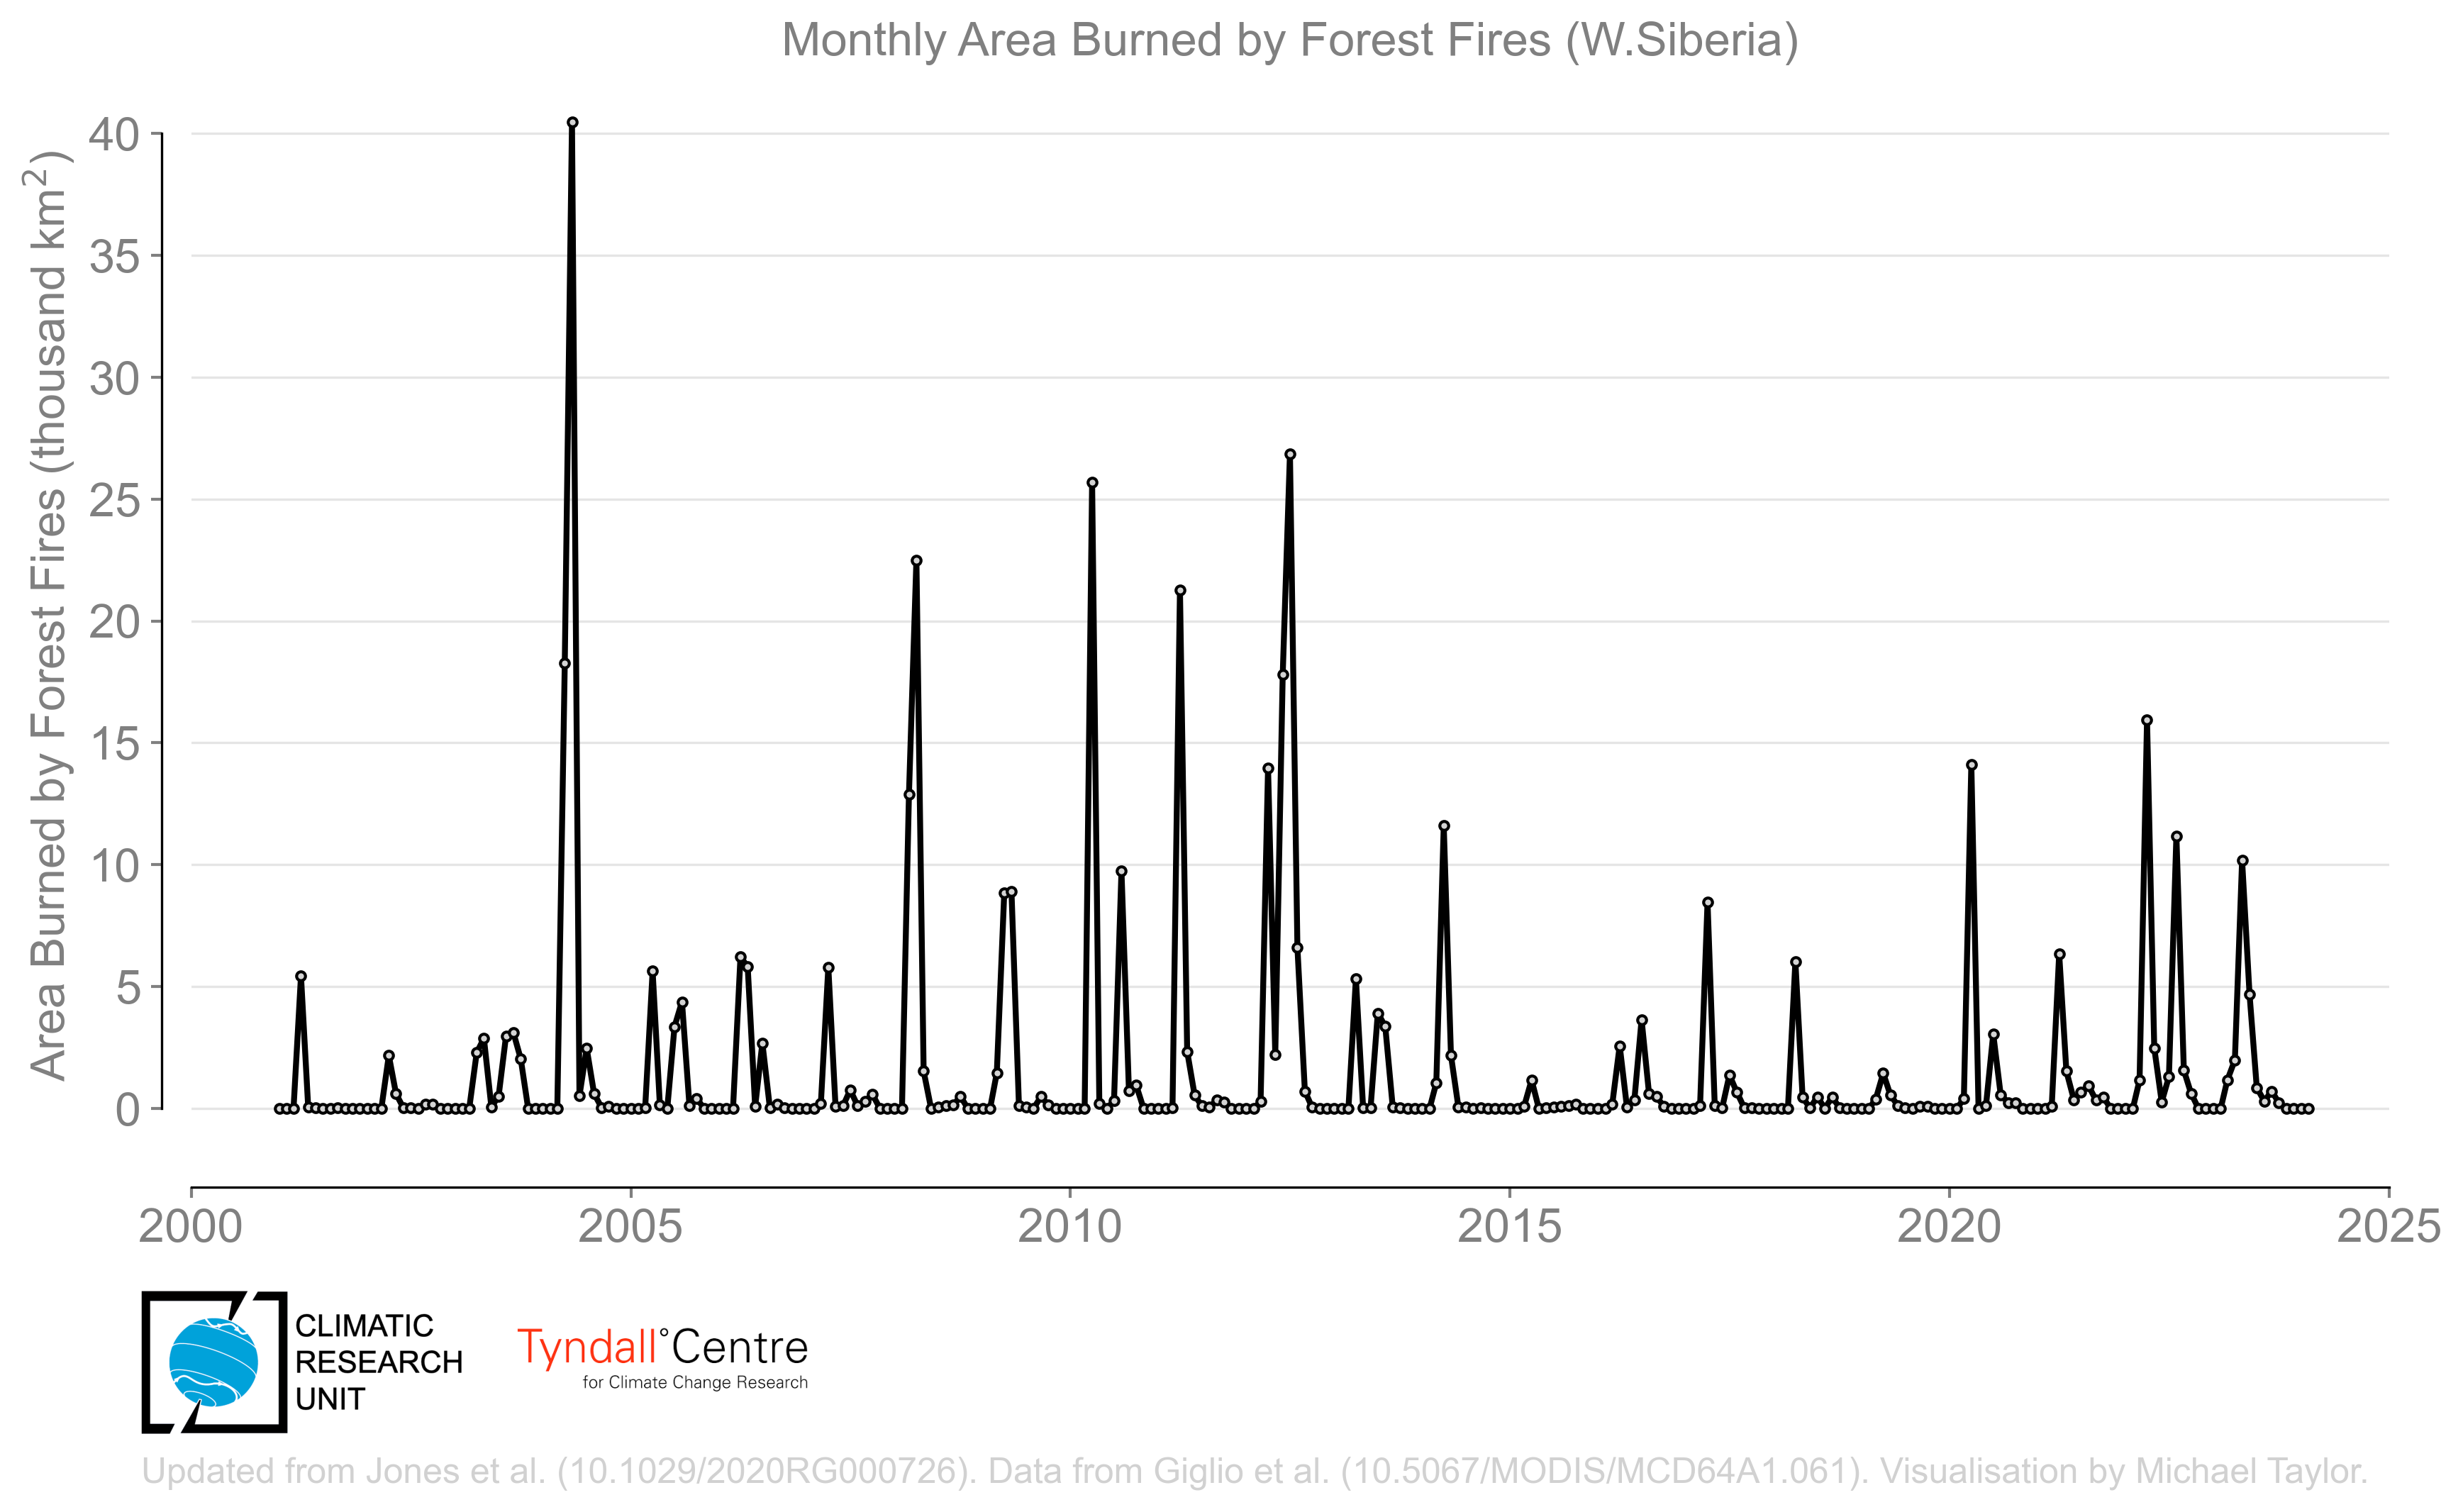 Monthly Area Burned by Forest Fires (W.Siberia)
Area Burned by Forest Fires (thousand km²)
40
35
30
25
20
15
10
5
0
2000 2005 2010 2015 2020 2025
CLIMATIC
RESEARCH
UNIT
Tyndall°Centre
for Climate Change Research
Updated from Jones et al. (10.1029/2020RG000726). Data from Giglio et al. (10.5067/MODIS/MCD64A1.061). Visualisation by Michael Taylor.